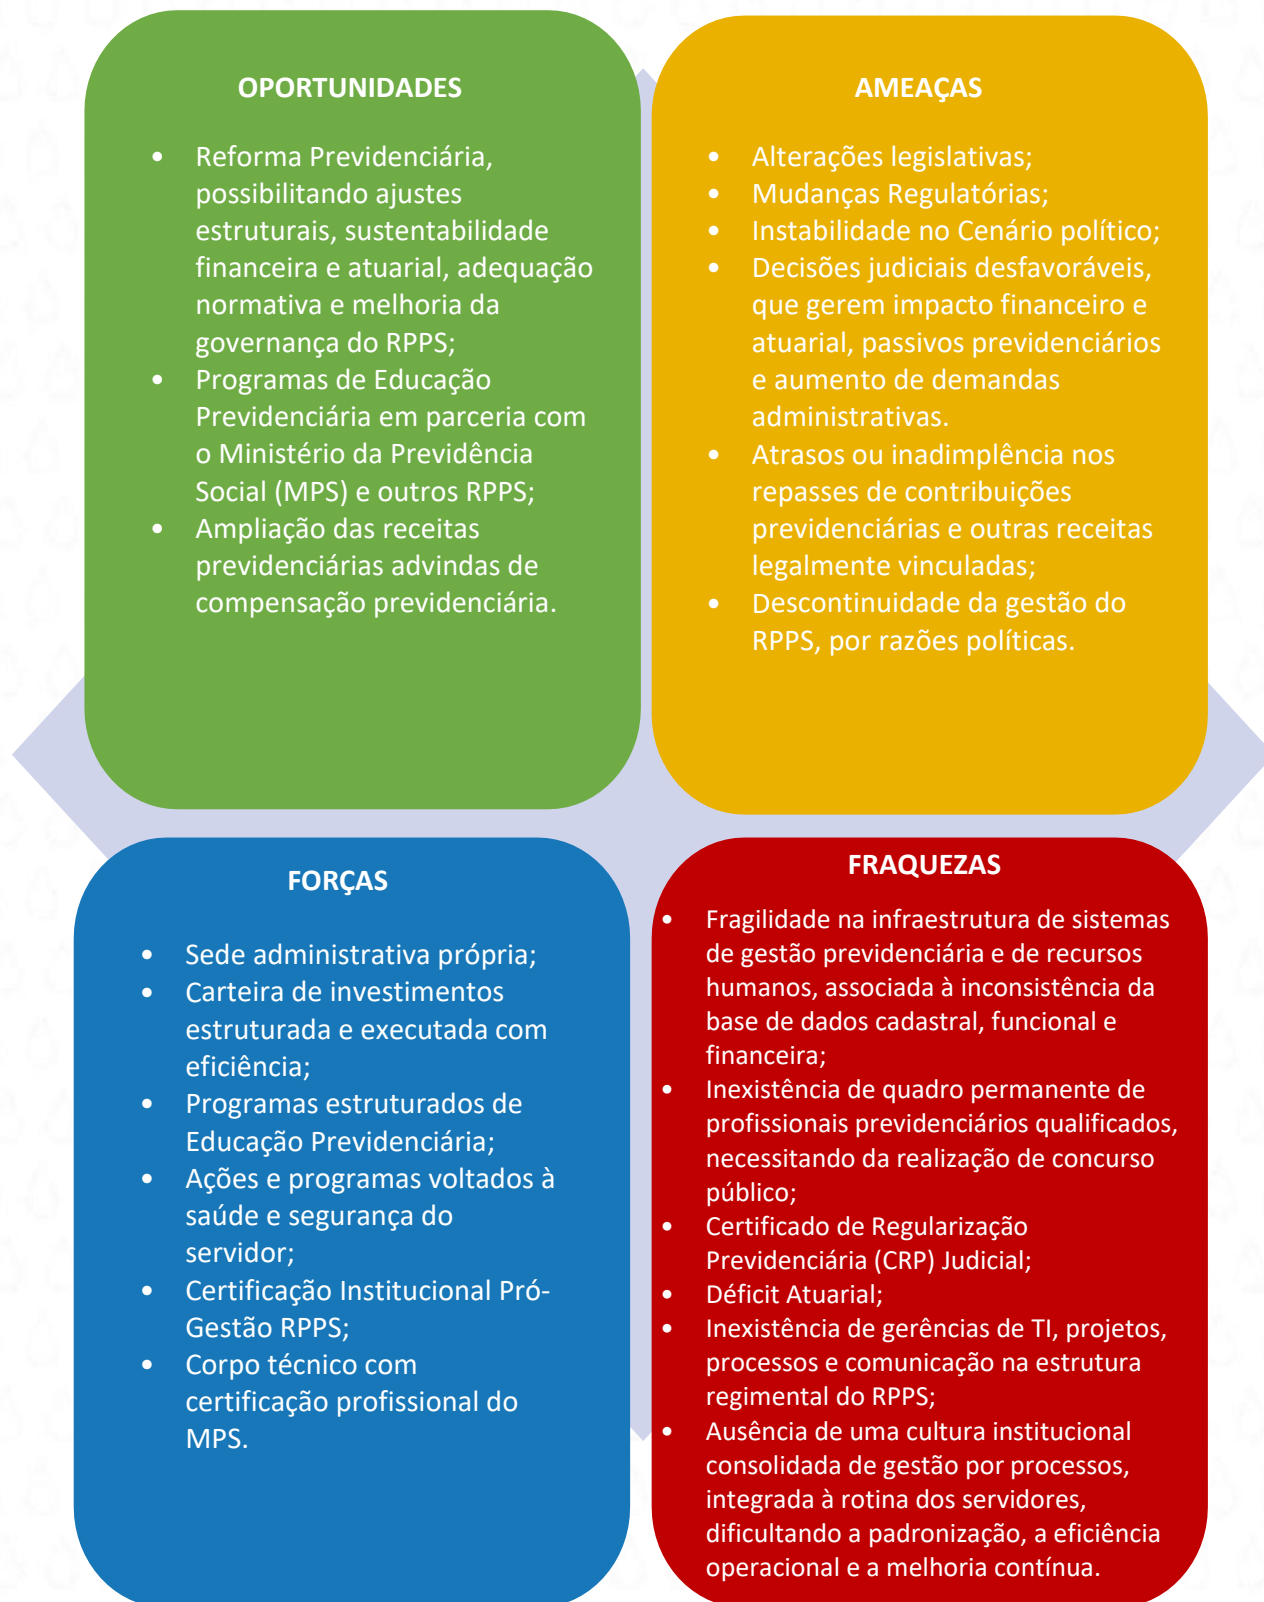 OPORTUNIDADES
• Reforma Previdenciária,
possibilitando ajustes
estruturais, sustentabilidade
financeira e atuarial, adequação
normativa e melhoria da
governança do RPPS;
• Programas de Educação
Previdenciária em parceria com
o Ministério da Previdência
Social (MPS) e outros RPPS;
• Ampliação das receitas
previdenciárias advindas de
compensação previdenciária.
AMEAÇAS
• Alterações legislativas;
• Mudanças Regulatórias;
• Instabilidade no Cenário político;
• Decisões judiciais desfavoráveis,
que gerem impacto financeiro e
atuarial, passivos previdenciários
e aumento de demandas
administrativas.
• Atrasos ou inadimplência nos
repasses de contribuições
previdenciárias e outras receitas
legalmente vinculadas;
• Descontinuidade da gestão do
RPPS, por razões políticas.
FORÇAS
• Sede administrativa própria;
• Carteira de investimentos
estruturada e executada com
eficiência;
• Programas estruturados de
Educação Previdenciária;
• Ações e programas voltados à
saúde e segurança do
servidor;
• Certificação Institucional Pró-
Gestão RPPS;
• Corpo técnico com
certificação profissional do
MPS.
FRAQUEZAS
• Fragilidade na infraestrutura de sistemas
de gestão previdenciária e de recursos
humanos, associada à inconsistência da
base de dados cadastral, funcional e
financeira;
• Inexistência de quadro permanente de
profissionais previdenciários qualificados,
necessitando da realização de concurso
público;
• Certificado de Regularização
Previdenciária (CRP) Judicial;
• Déficit Atuarial;
• Inexistência de gerências de TI, projetos,
processos e comunicação na estrutura
regimental do RPPS;
• Ausência de uma cultura institucional
consolidada de gestão por processos,
integrada à rotina dos servidores,
dificultando a padronização, a eficiência
operacional e a melhoria contínua.